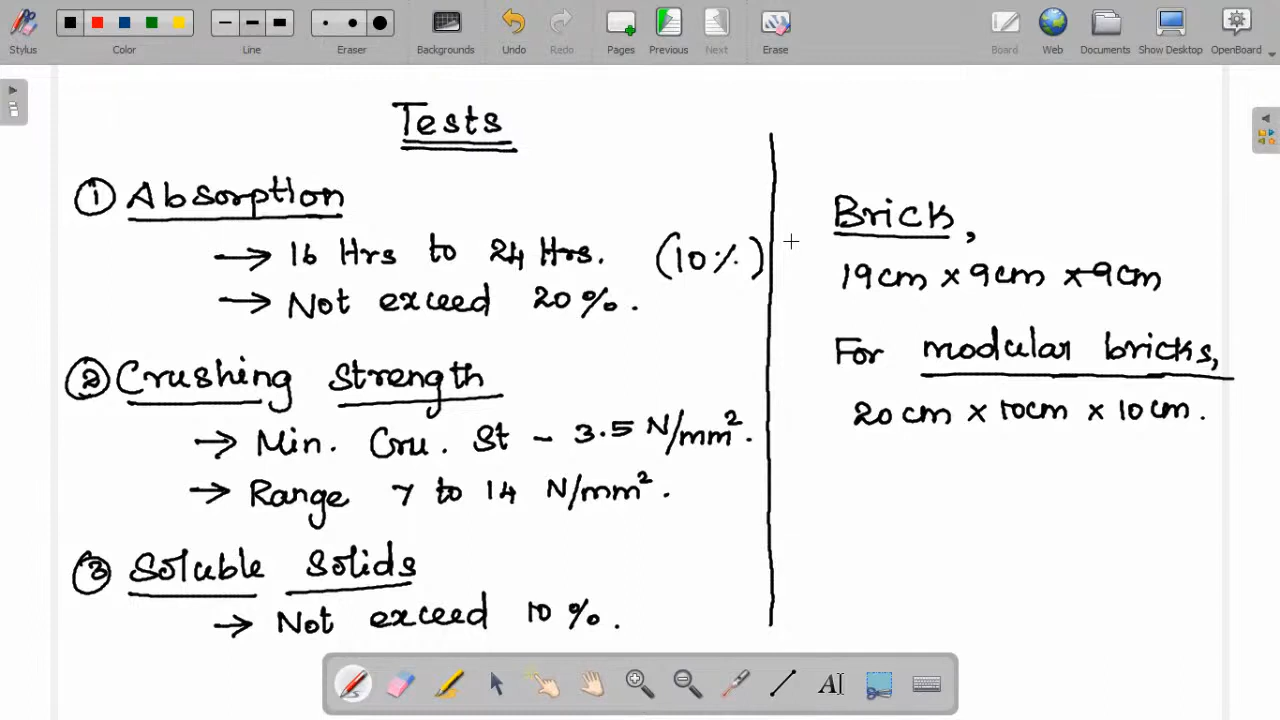 Stylus
Color
Line
Eraser
Backgrounds
Undo
Redo
Pages
Previous
Next
Erase
Board
Web
Documents
Show Desktop
OpenBoard
Tests
① Absorption
→ 16 Hrs to 24 Hrs. (10%)
→ Not exceed 20%.
② Crushing Strength
→ Min. Cru. St - 3.5 N/mm².
→ Range 7 to 14 N/mm².
③ Soluble Solids
→ Not exceed 10%.
Brick,
19cm × 9cm × 9cm
For modular bricks,
20cm × 10cm × 10cm.